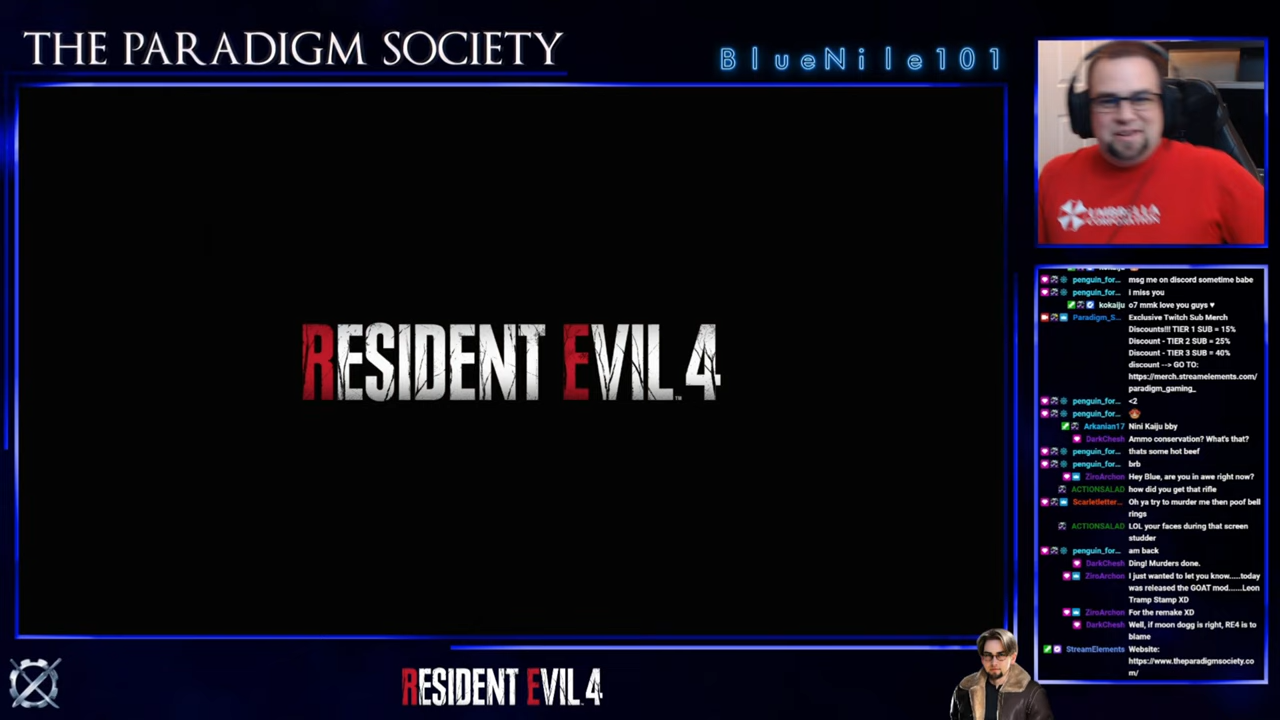 THE PARADIGM SOCIETY
BlueNile101
UMBRELLA
CORPORATION
RESIDENT EVIL 4
kokaiju
penguin_for... msg me on discord sometime babe
penguin_for... i miss you
kokaiju o7 mmk love you guys ♥
Paradigm_S... Exclusive Twitch Sub Merch
Discounts!!! TIER 1 SUB = 15%
Discount - TIER 2 SUB = 25%
Discount - TIER 3 SUB = 40%
discount --> GO TO:
https://merch.streamelements.com/
paradigm_gaming_
penguin_for... <2
penguin_for...
Arkanian17 Nini Kaiju bby
DarkChesh Ammo conservation? What's that?
penguin_for... thats some hot beef
penguin_for... brb
ZiroArchon Hey Blue, are you in awe right now?
ACTIONSALAD how did you get that rifle
Scarletletter... Oh ya try to murder me then poof bell
rings
ACTIONSALAD LOL your faces during that screen
studder
penguin_for... am back
DarkChesh Ding! Murders done.
ZiroArchon I just wanted to let you know.....today
was released the GOAT mod......Leon
Tramp Stamp XD
ZiroArchon For the remake XD
DarkChesh Well, if moon dogg is right, RE4 is to
blame
StreamElements Website:
https://www.theparadigmsociety.co
m/
RESIDENT EVIL 4